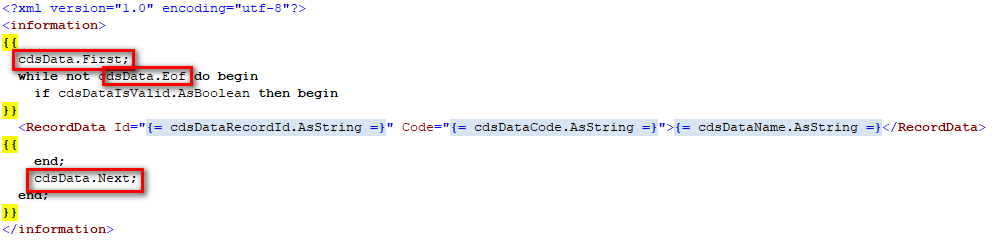 <?xml version="1.0" encoding="utf-8"?>
<information>
{{
cdsData.First;
while not cdsData.Eof do begin
if cdsDataIsValid.AsBoolean then begin
}}
<RecordData Id="{= cdsDataRecordId.AsString =}" Code="{= cdsDataCode.AsString =}">{= cdsDataName.AsString =}</RecordData>
{{
end;
cdsData.Next;
end;
}}
</information>